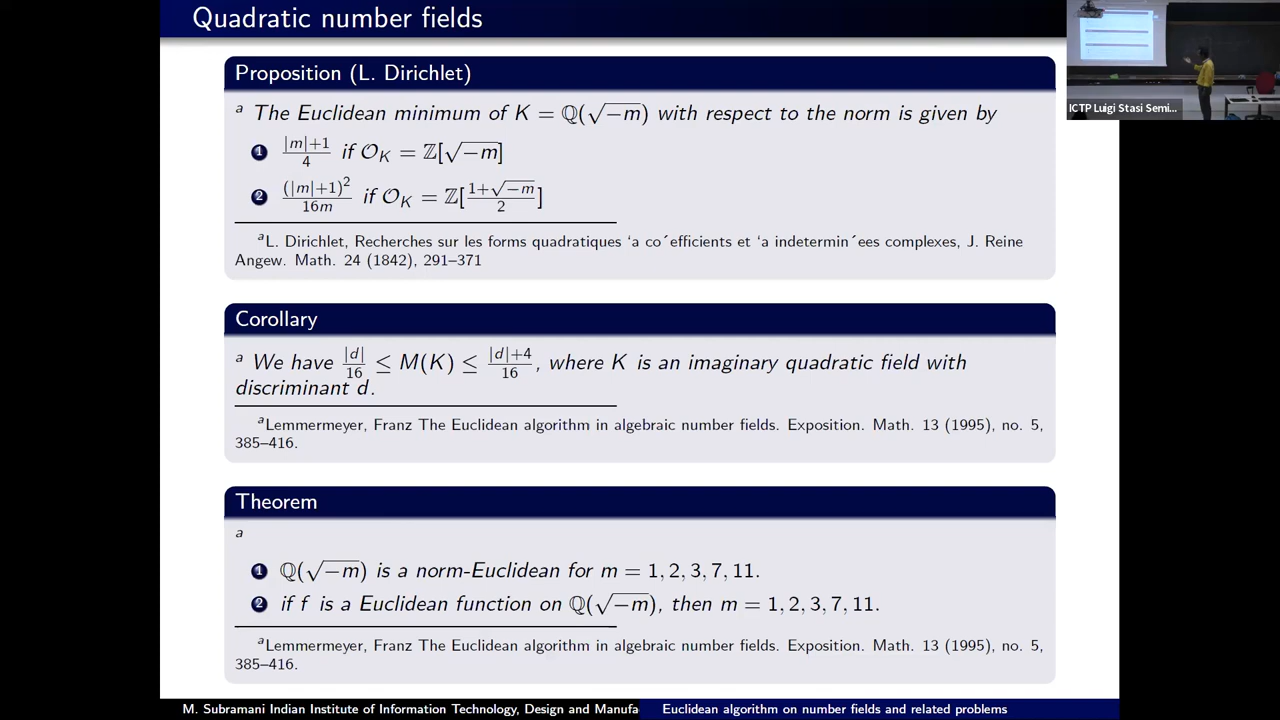 Quadratic number fields
ICTP Luigi Stasi Semi...
Proposition (L. Dirichlet)
a The Euclidean minimum of K = ℚ(√−m) with respect to the norm is given by
1 (|m|+1)/4 if 𝒪_K = ℤ[√−m]
2 (|m|+1)²/16m if 𝒪_K = ℤ[(1+√−m)/2]
aL. Dirichlet, Recherches sur les forms quadratiques `a co´efficients et `a indetermin´ees complexes, J. Reine
Angew. Math. 24 (1842), 291–371
Corollary
a We have |d|/16 ≤ M(K) ≤ (|d|+4)/16, where K is an imaginary quadratic field with
discriminant d.
aLemmermeyer, Franz The Euclidean algorithm in algebraic number fields. Exposition. Math. 13 (1995), no. 5,
385–416.
Theorem
a
1 ℚ(√−m) is a norm-Euclidean for m = 1, 2, 3, 7, 11.
2 if f is a Euclidean function on ℚ(√−m), then m = 1, 2, 3, 7, 11.
aLemmermeyer, Franz The Euclidean algorithm in algebraic number fields. Exposition. Math. 13 (1995), no. 5,
385–416.
M. Subramani Indian Institute of Information Technology, Design and Manufa Euclidean algorithm on number fields and related problems